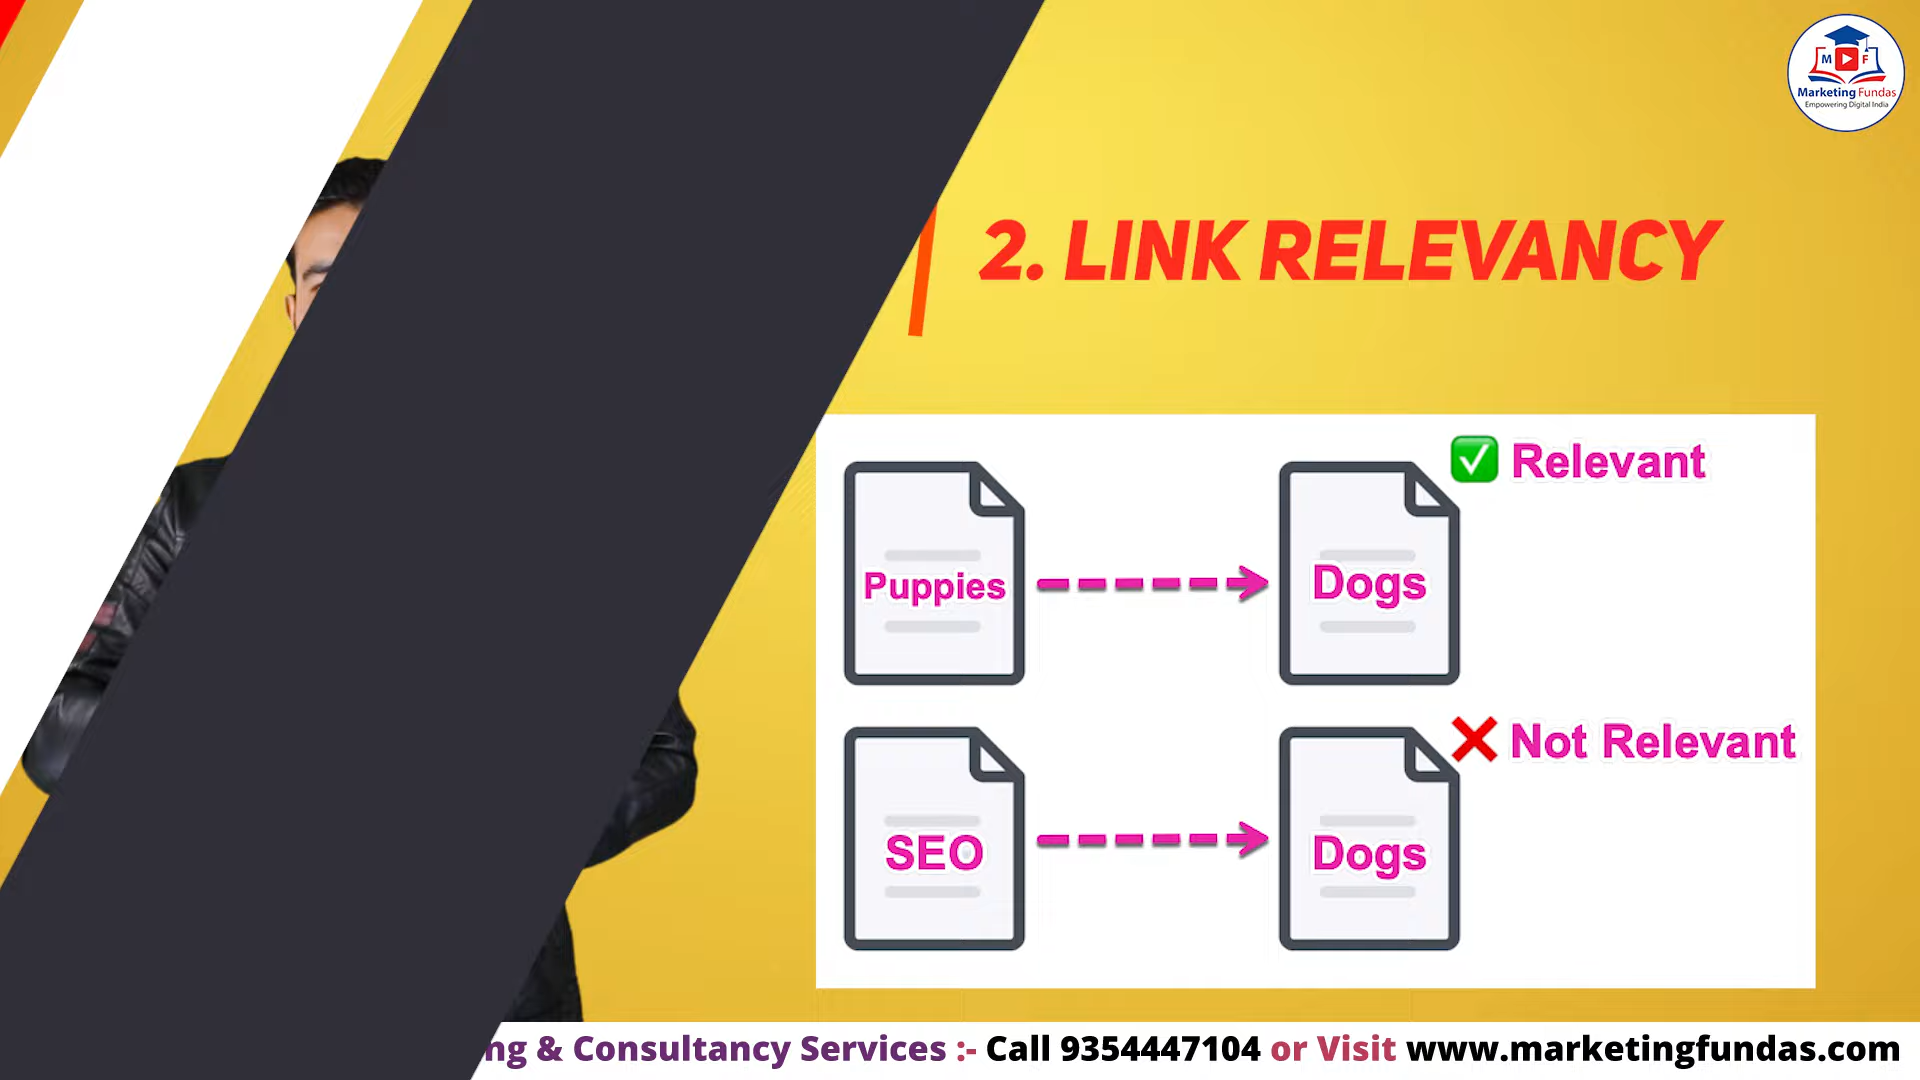 M F
Marketing Fundas
Empowering Digital India
2. LINK RELEVANCY
Relevant
Puppies
Dogs
Not Relevant
SEO
Dogs
& Consultancy Services :- Call 9354447104 or Visit www.marketingfundas.com